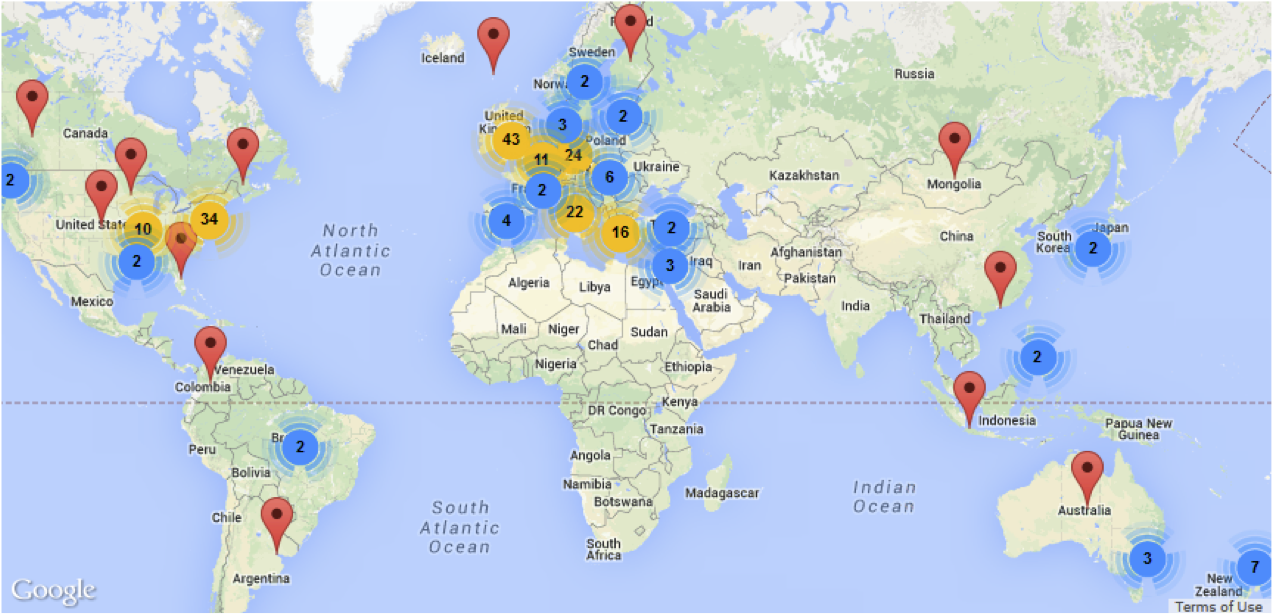 Iceland
Sweden
Russia
2
Norw
United
43
3
2
Poland
Canada
11
24
Ukraine
6
Kazakhstan
Mongolia
2
Fr
2
United State
10
34
4
22
16
2
North
Atlantic
Ocean
China
South
Korea
Japan
2
2
3
Iraq
Iran
Afghanistan
Pakistan
Algeria
Libya
Egypt
Saudi
Arabia
India
Mexico
Thailand
Mali
Niger
Sudan
Chad
2
Nigeria
Ethiopia
Venezuela
Colombia
Kenya
DR Congo
Indonesia
Papua New
Guinea
Tanzania
Br
2
Peru
Angola
Bolivia
Namibia
Botswana
Madagascar
Indian
Ocean
South
Atlantic
Ocean
Australia
Chile
South
Africa
3
7
Argentina
New
Zealand
Google
Terms of Use